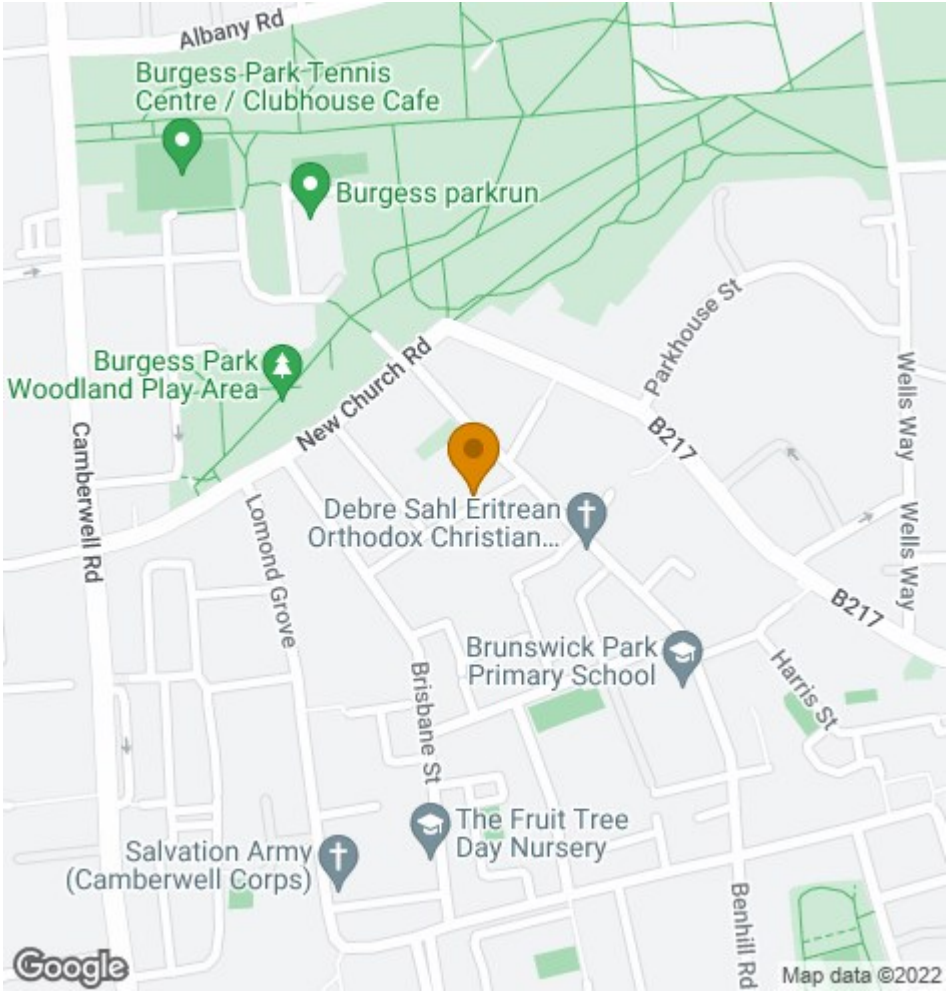 Albany Rd
Burgess Park Tennis
Centre / Clubhouse Cafe
Burgess parkrun
Parkhouse St
New Church Rd
Burgess Park
Woodland Play Area
Wells Way
B217
Camberwell Rd
Debre Sahl Eritrean
Orthodox Christian...
Lomond Grove
Wells Way
B217
Brunswick Park
Primary School
Harris St
Brisbane St
The Fruit Tree
Day Nursery
Salvation Army
(Camberwell Corps)
Benhill Rd
Google
Map data ©2022